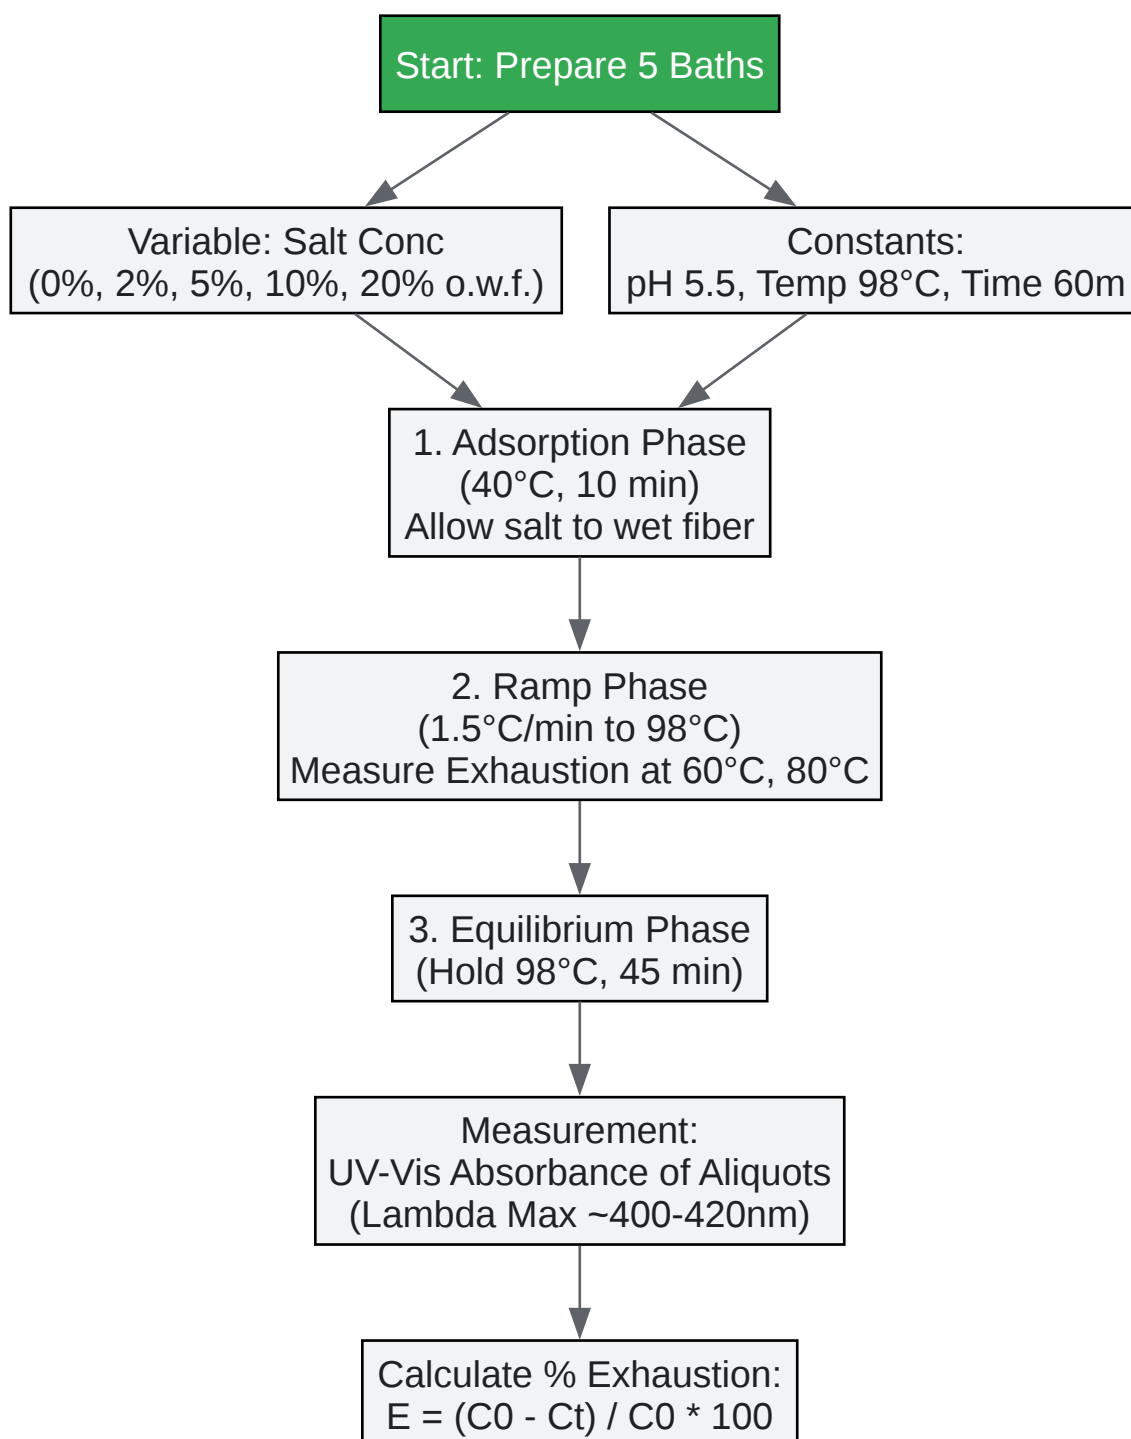 Start: Prepare 5 Baths
Variable: Salt Conc
(0%, 2%, 5%, 10%, 20% o.w.f.)
Constants:
pH 5.5, Temp 98°C, Time 60m
1. Adsorption Phase
(40°C, 10 min)
Allow salt to wet fiber
2. Ramp Phase
(1.5°C/min to 98°C)
Measure Exhaustion at 60°C, 80°C
3. Equilibrium Phase
(Hold 98°C, 45 min)
Measurement:
UV-Vis Absorbance of Aliquots
(Lambda Max ~400-420nm)
Calculate % Exhaustion:
E = (C0 - Ct) / C0 * 100